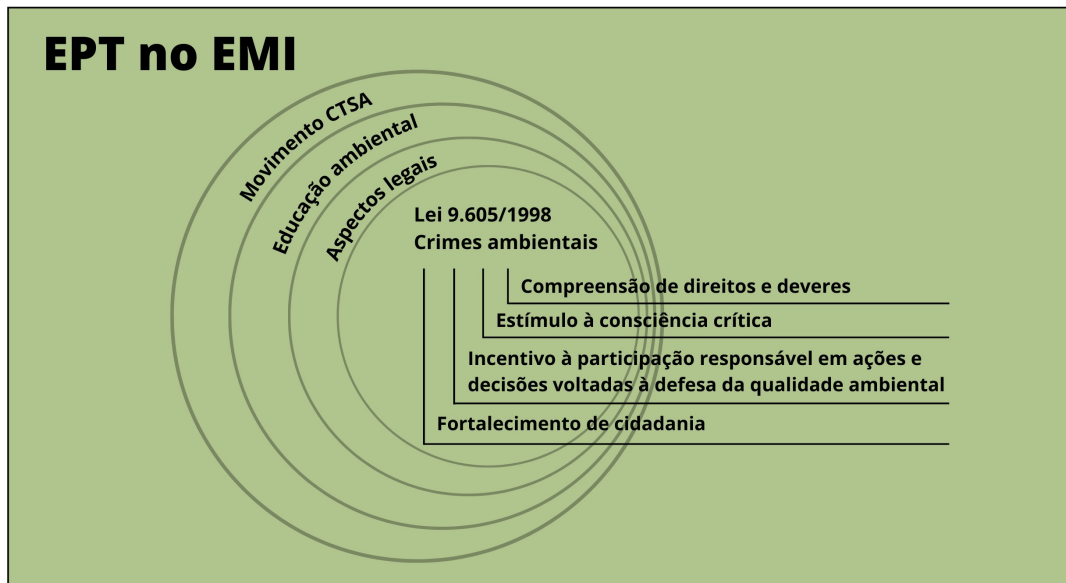 EPT no EMI
Movimento CTSA
Educação ambiental
Aspectos legais
Lei 9.605/1998
Crimes ambientais
Compreensão de direitos e deveres
Estímulo à consciência crítica
Incentivo à participação responsável em ações e
decisões voltadas à defesa da qualidade ambiental
Fortalecimento de cidadania